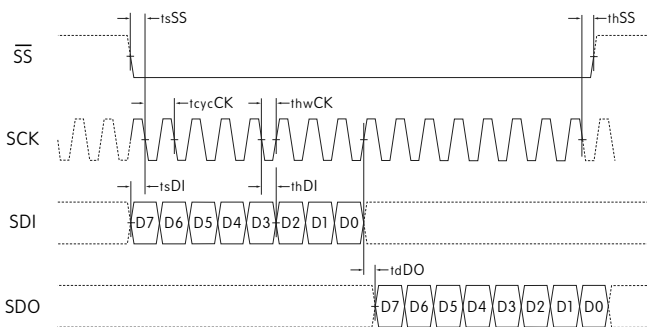 tsSS thSS
SS
tcycCK thwCK
SCK
tsDI thDI
SDI D7 D6 D5 D4 D3 D2 D1 D0
tdDO
SDO D7 D6 D5 D4 D3 D2 D1 D0